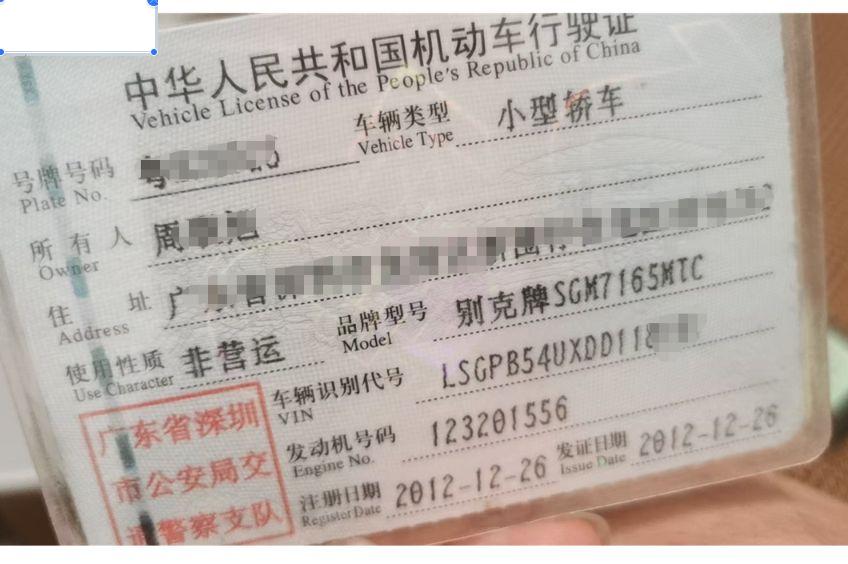 中华人民共和国机动车行驶证
Vehicle License of the People's Republic of China
号牌号码
Plate No.
车辆类型 小型轿车
Vehicle Type
所有人 周
Owner
住址 广
Address
使用性质 非营运
Use Character
品牌型号 别克牌SGM7165MTC
Model
车辆识别代号 LSGPB54UXDD118
VIN
发动机号码 123201556
Engine No.
注册日期 2012-12-26
Register Date
发证日期 2012-12-26
Issue Date
广东省深圳
市公安局交
通警察支队